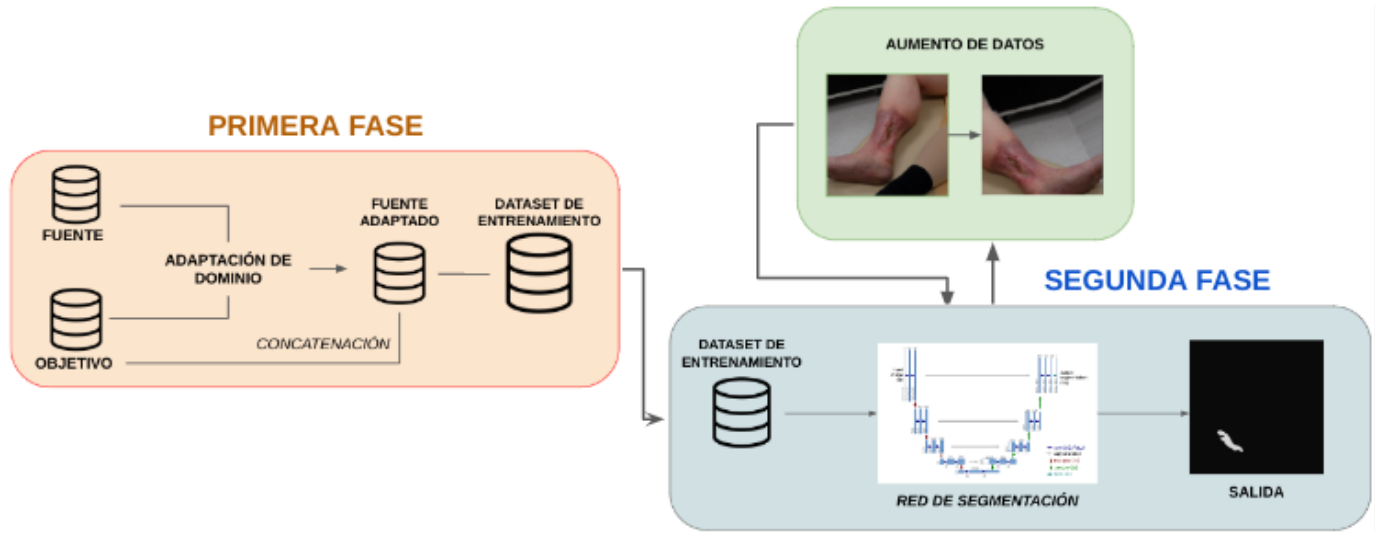 AUMENTO DE DATOS
PRIMERA FASE
FUENTE
ADAPTACIÓN DE
DOMINIO
OBJETIVO
CONCATENACIÓN
FUENTE
ADAPTADO
DATASET DE
ENTRENAMIENTO
SEGUNDA FASE
DATASET DE
ENTRENAMIENTO
RED DE SEGMENTACIÓN
SALIDA